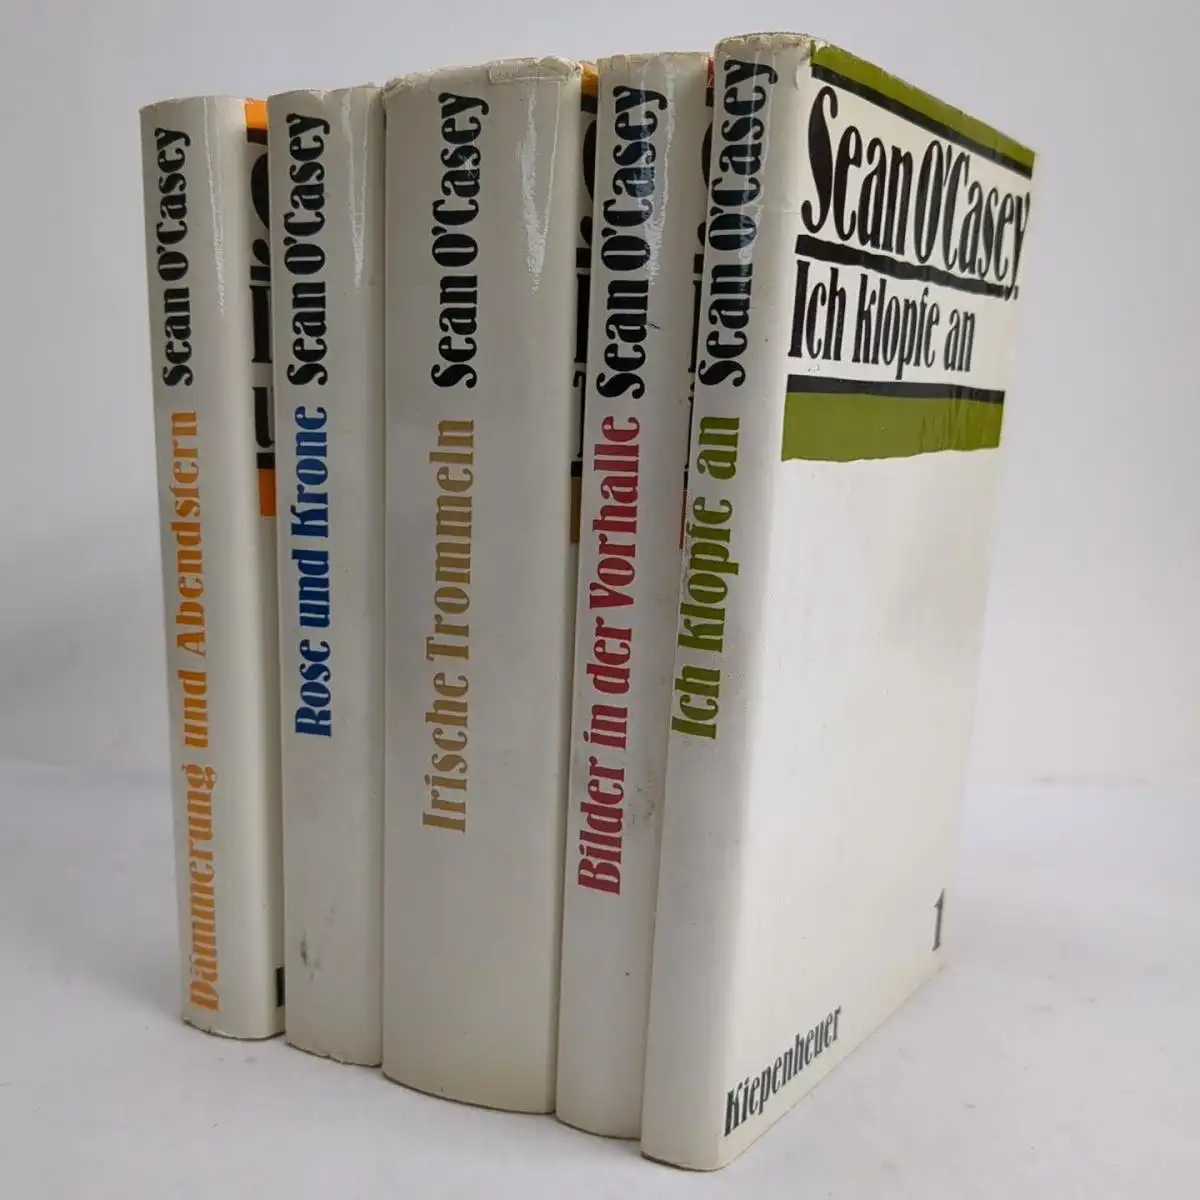 Dämmerung und Abendstern Sean O'Casey
Rose und Krone Sean O'Casey
Irische Trommeln Sean O'Casey
Bilder in der Vorhalle Sean O'Casey
Ich klopfe an Sean O'Casey
Sean O'Casey
Ich klopfe an
1
Kiepenheuer